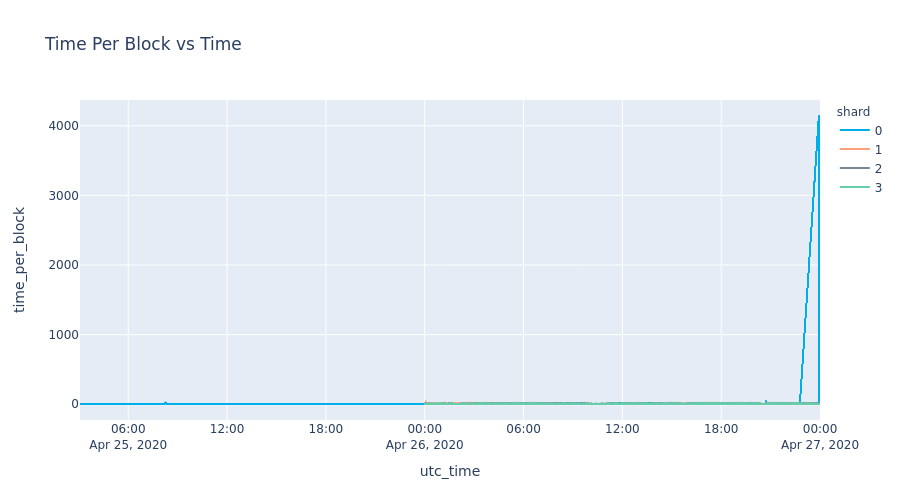 Time Per Block vs Time
shard
0
1
2
3
4000
3000
2000
1000
0
time_per_block
06:00
12:00
18:00
00:00
06:00
12:00
18:00
00:00
Apr 25, 2020
Apr 26, 2020
Apr 27, 2020
utc_time